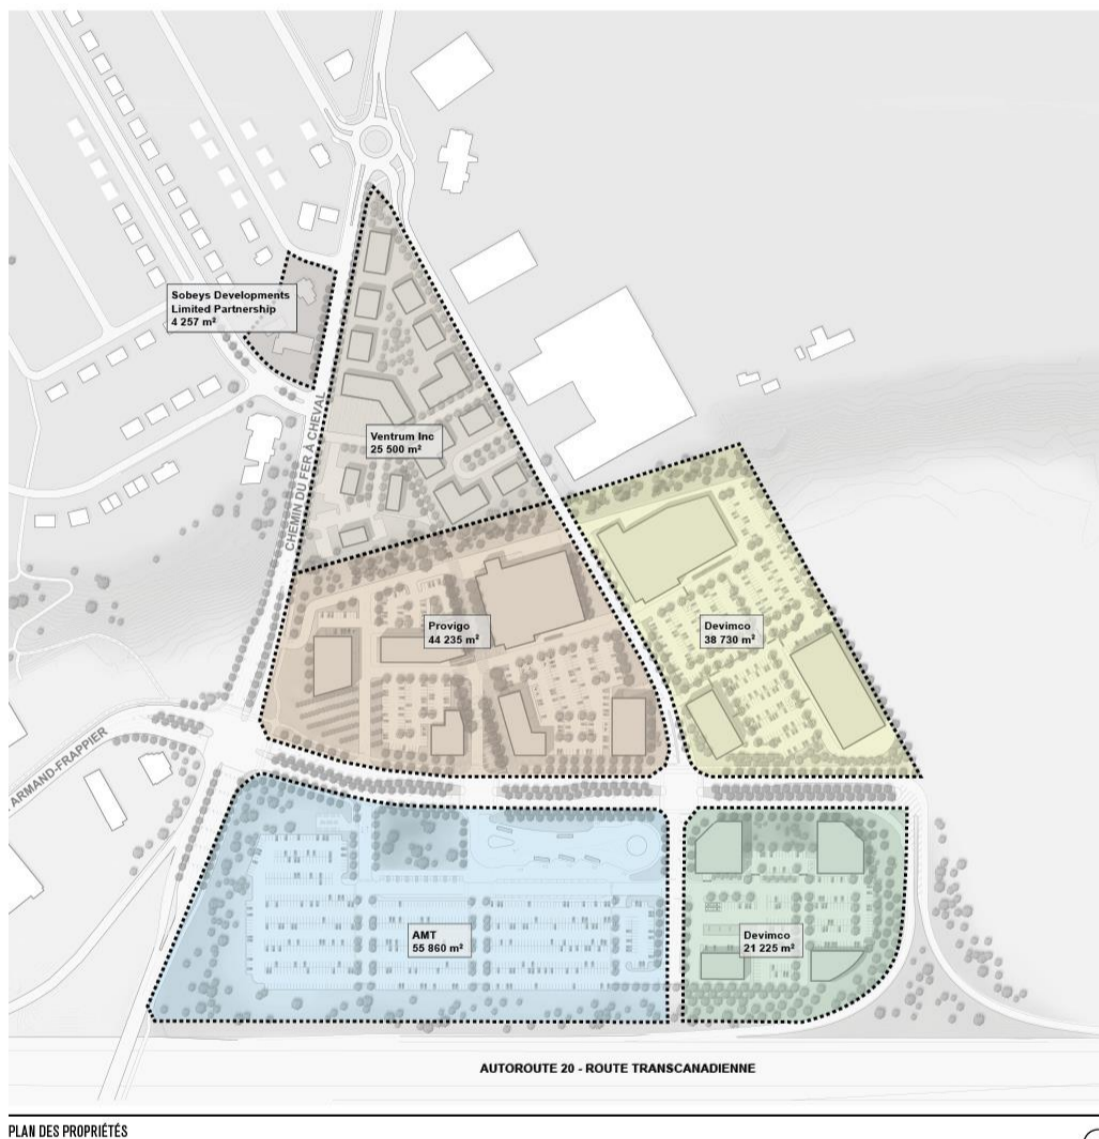 Sobeys Developments
Limited Partnership
4 257 m²
CHEMIN DU FER À CHEVAL
Ventrum Inc
25 500 m²
Provigo
44 235 m²
Devimco
38 730 m²
ARMAND-FRAPPIER
AMT
55 860 m²
Devimco
21 225 m²
AUTOROUTE 20 - ROUTE TRANSCANADIENNE
PLAN DES PROPRIÉTÉS